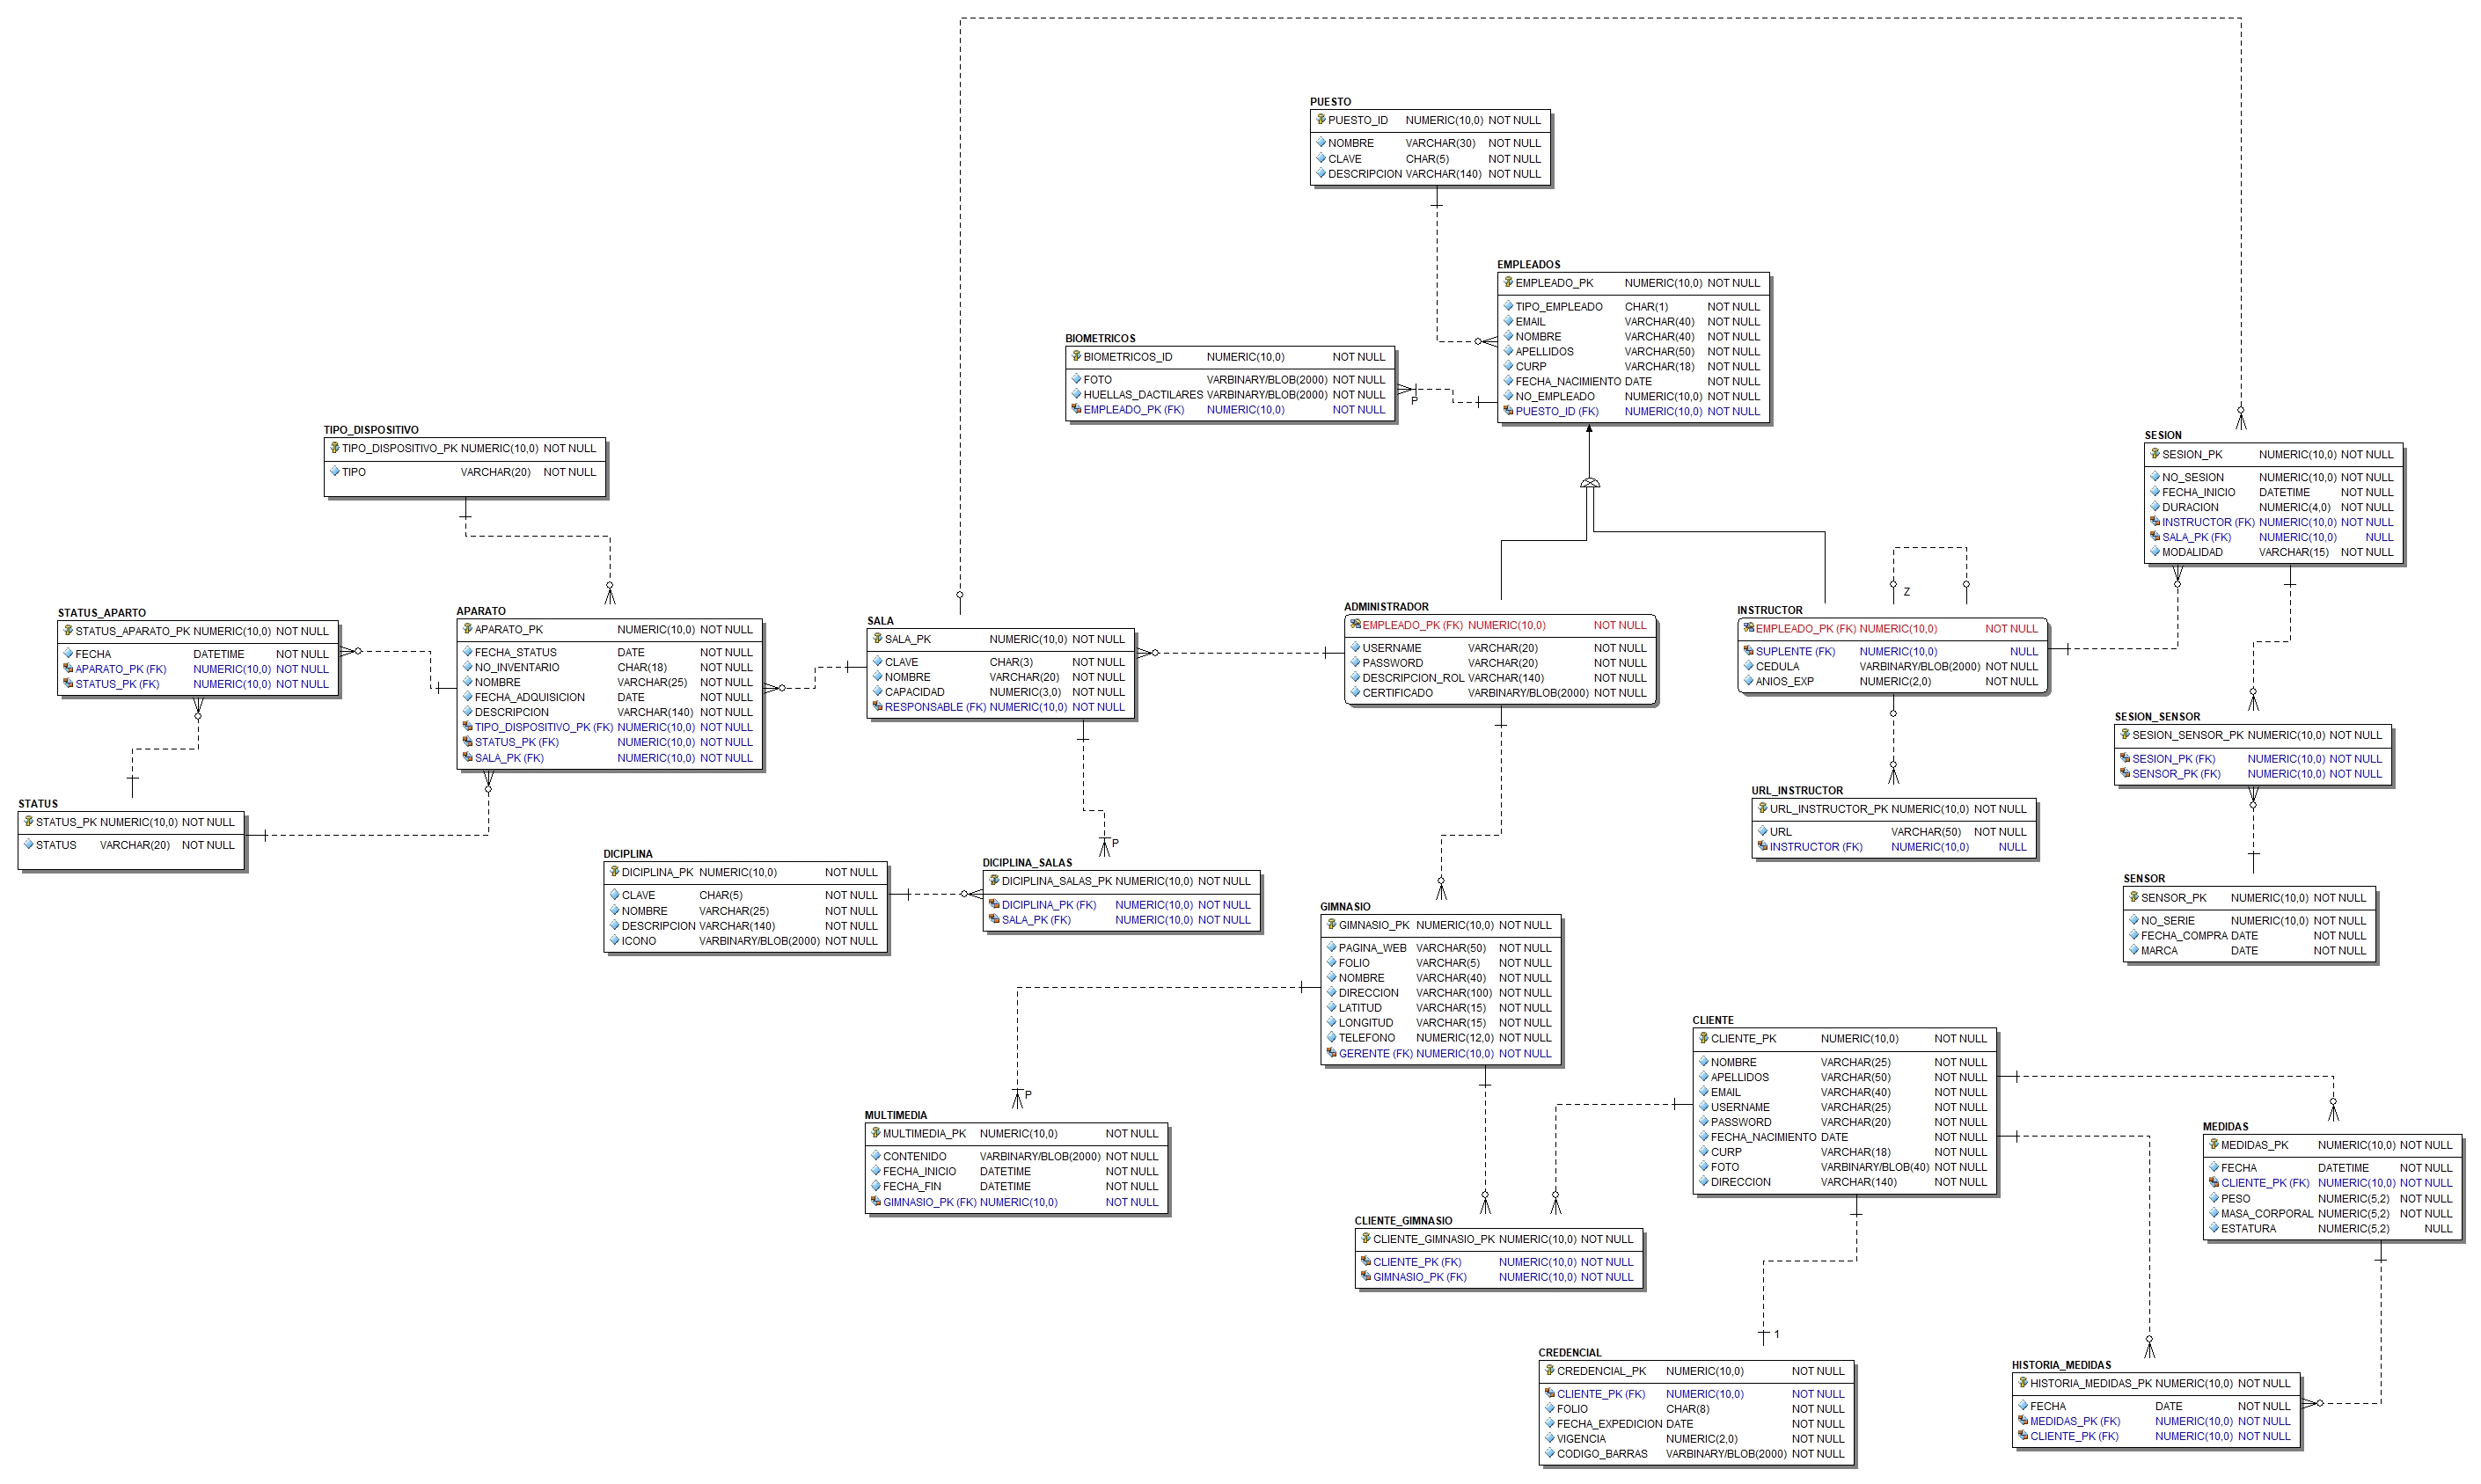 PUESTO
PUESTO_ID NUMERIC(10,0) NOT NULL
NOMBRE VARCHAR(30) NOT NULL
CLAVE CHAR(5) NOT NULL
DESCRIPCION VARCHAR(140) NOT NULL
EMPLEADOS
EMPLEADO_PK NUMERIC(10,0) NOT NULL
TIPO_EMPLEADO CHAR(1) NOT NULL
EMAIL VARCHAR(40) NOT NULL
NOMBRE VARCHAR(40) NOT NULL
APELLIDOS VARCHAR(50) NOT NULL
CURP VARCHAR(18) NOT NULL
FECHA_NACIMIENTO DATE NOT NULL
NO_EMPLEADO NUMERIC(10,0) NOT NULL
PUESTO_ID (FK) NUMERIC(10,0) NOT NULL
BIOMETRICOS
BIOMETRICOS_ID NUMERIC(10,0) NOT NULL
FOTO VARBINARY/BLOB(2000) NOT NULL
HUELLAS_DACTILARES VARBINARY/BLOB(2000) NOT NULL
EMPLEADO_PK (FK) NUMERIC(10,0) NOT NULL
P
TIPO_DISPOSITIVO
TIPO_DISPOSITIVO_PK NUMERIC(10,0) NOT NULL
TIPO VARCHAR(20) NOT NULL
SESION
SESION_PK NUMERIC(10,0) NOT NULL
NO_SESION NUMERIC(10,0) NOT NULL
FECHA_INICIO DATETIME NOT NULL
DURACION NUMERIC(4,0) NOT NULL
INSTRUCTOR (FK) NUMERIC(10,0) NOT NULL
SALA_PK (FK) NUMERIC(10,0) NULL
MODALIDAD VARCHAR(15) NOT NULL
STATUS_APARTO
STATUS_APARATO_PK NUMERIC(10,0) NOT NULL
FECHA DATETIME NOT NULL
APARATO_PK (FK) NUMERIC(10,0) NOT NULL
STATUS_PK (FK) NUMERIC(10,0) NOT NULL
APARATO
APARATO_PK NUMERIC(10,0) NOT NULL
FECHA_STATUS DATE NOT NULL
NO_INVENTARIO CHAR(18) NOT NULL
NOMBRE VARCHAR(25) NOT NULL
FECHA_ADQUISICION DATE NOT NULL
DESCRIPCION VARCHAR(140) NOT NULL
TIPO_DISPOSITIVO_PK (FK) NUMERIC(10,0) NOT NULL
STATUS_PK (FK) NUMERIC(10,0) NOT NULL
SALA_PK (FK) NUMERIC(10,0) NOT NULL
SALA
SALA_PK NUMERIC(10,0) NOT NULL
CLAVE CHAR(3) NOT NULL
NOMBRE VARCHAR(20) NOT NULL
CAPACIDAD NUMERIC(3,0) NOT NULL
RESPONSABLE (FK) NUMERIC(10,0) NOT NULL
ADMINISTRADOR
EMPLEADO_PK (FK) NUMERIC(10,0) NOT NULL
USERNAME VARCHAR(20) NOT NULL
PASSWORD VARCHAR(20) NOT NULL
DESCRIPCION_ROL VARCHAR(140) NOT NULL
CERTIFICADO VARBINARY/BLOB(2000) NOT NULL
Z
INSTRUCTOR
EMPLEADO_PK (FK) NUMERIC(10,0) NOT NULL
SUPLENTE (FK) NUMERIC(10,0) NULL
CEDULA VARBINARY/BLOB(2000) NOT NULL
ANIOS_EXP NUMERIC(2,0) NOT NULL
SESION_SENSOR
SESION_SENSOR_PK NUMERIC(10,0) NOT NULL
SESION_PK (FK) NUMERIC(10,0) NOT NULL
SENSOR_PK (FK) NUMERIC(10,0) NOT NULL
STATUS
STATUS_PK NUMERIC(10,0) NOT NULL
STATUS VARCHAR(20) NOT NULL
URL_INSTRUCTOR
URL_INSTRUCTOR_PK NUMERIC(10,0) NOT NULL
URL VARCHAR(50) NOT NULL
INSTRUCTOR (FK) NUMERIC(10,0) NULL
P
DICIPLINA
DICIPLINA_PK NUMERIC(10,0) NOT NULL
CLAVE CHAR(5) NOT NULL
NOMBRE VARCHAR(25) NOT NULL
DESCRIPCION VARCHAR(140) NOT NULL
ICONO VARBINARY/BLOB(2000) NOT NULL
DICIPLINA_SALAS
DICIPLINA_SALAS_PK NUMERIC(10,0) NOT NULL
DICIPLINA_PK (FK) NUMERIC(10,0) NOT NULL
SALA_PK (FK) NUMERIC(10,0) NOT NULL
SENSOR
SENSOR_PK NUMERIC(10,0) NOT NULL
NO_SERIE NUMERIC(10,0) NOT NULL
FECHA_COMPRA DATE NOT NULL
MARCA DATE NOT NULL
GIMNASIO
GIMNASIO_PK NUMERIC(10,0) NOT NULL
PAGINA_WEB VARCHAR(50) NOT NULL
FOLIO VARCHAR(5) NOT NULL
NOMBRE VARCHAR(40) NOT NULL
DIRECCION VARCHAR(100) NOT NULL
LATITUD VARCHAR(15) NOT NULL
LONGITUD VARCHAR(15) NOT NULL
TELEFONO NUMERIC(12,0) NOT NULL
GERENTE (FK) NUMERIC(10,0) NOT NULL
CLIENTE
CLIENTE_PK NUMERIC(10,0) NOT NULL
NOMBRE VARCHAR(25) NOT NULL
APELLIDOS VARCHAR(50) NOT NULL
EMAIL VARCHAR(40) NOT NULL
USERNAME VARCHAR(25) NOT NULL
PASSWORD VARCHAR(20) NOT NULL
FECHA_NACIMIENTO DATE NOT NULL
CURP VARCHAR(18) NOT NULL
FOTO VARBINARY/BLOB(40) NOT NULL
DIRECCION VARCHAR(140) NOT NULL
P
MULTIMEDIA
MULTIMEDIA_PK NUMERIC(10,0) NOT NULL
CONTENIDO VARBINARY/BLOB(2000) NOT NULL
FECHA_INICIO DATETIME NOT NULL
FECHA_FIN DATETIME NOT NULL
GIMNASIO_PK (FK) NUMERIC(10,0) NOT NULL
MEDIDAS
MEDIDAS_PK NUMERIC(10,0) NOT NULL
FECHA DATETIME NOT NULL
CLIENTE_PK (FK) NUMERIC(10,0) NOT NULL
PESO NUMERIC(5,2) NOT NULL
MASA_CORPORAL NUMERIC(5,2) NOT NULL
ESTATURA NUMERIC(5,2) NULL
CLIENTE_GIMNASIO
CLIENTE_GIMNASIO_PK NUMERIC(10,0) NOT NULL
CLIENTE_PK (FK) NUMERIC(10,0) NOT NULL
GIMNASIO_PK (FK) NUMERIC(10,0) NOT NULL
1
CREDENCIAL
CREDENCIAL_PK NUMERIC(10,0) NOT NULL
CLIENTE_PK (FK) NUMERIC(10,0) NOT NULL
FOLIO CHAR(8) NOT NULL
FECHA_EXPEDICION DATE NOT NULL
VIGENCIA NUMERIC(2,0) NOT NULL
CODIGO_BARRAS VARBINARY/BLOB(2000) NOT NULL
HISTORIA_MEDIDAS
HISTORIA_MEDIDAS_PK NUMERIC(10,0) NOT NULL
FECHA DATE NOT NULL
MEDIDAS_PK (FK) NUMERIC(10,0) NOT NULL
CLIENTE_PK (FK) NUMERIC(10,0) NOT NULL